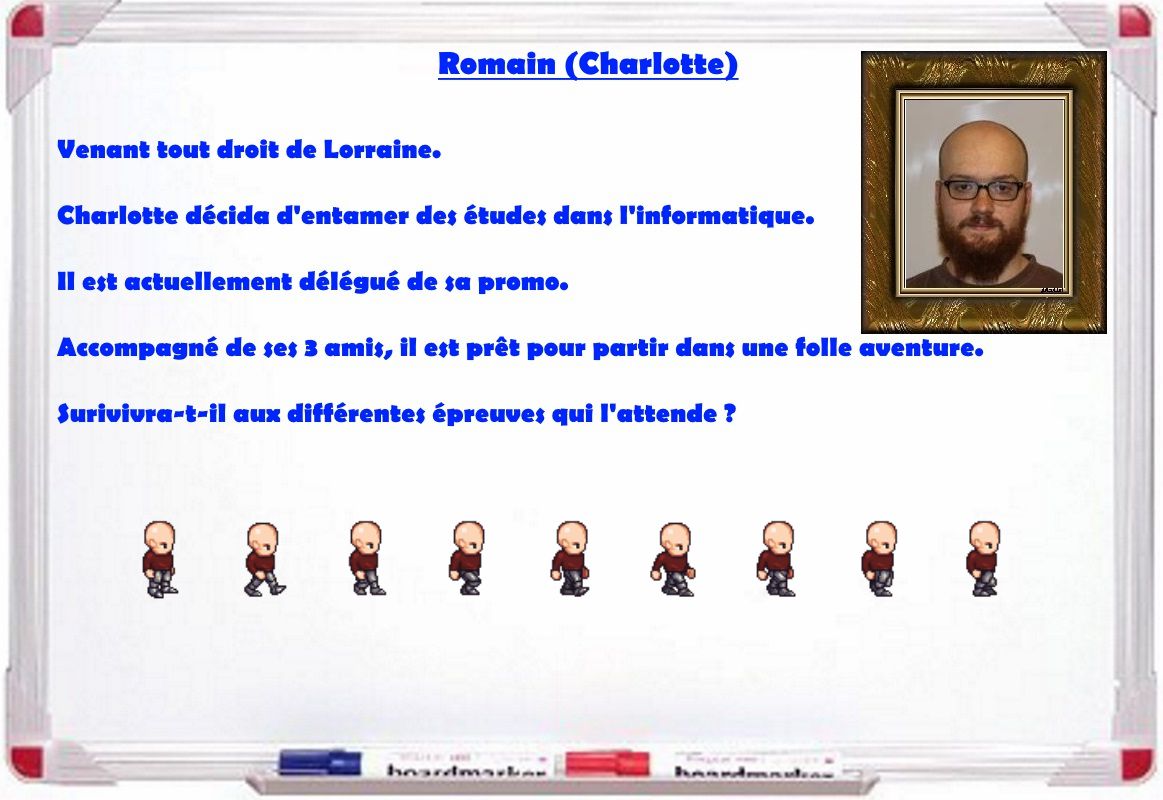 Romain (Charlotte)
Venant tout droit de Lorraine.
Charlotte décida d'entamer des études dans l'informatique.
Il est actuellement délégué de sa promo.
Accompagné de ses 3 amis, il est prêt pour partir dans une folle aventure.
Surivivra-t-il aux différentes épreuves qui l'attende ?
boardmarker boardmarker